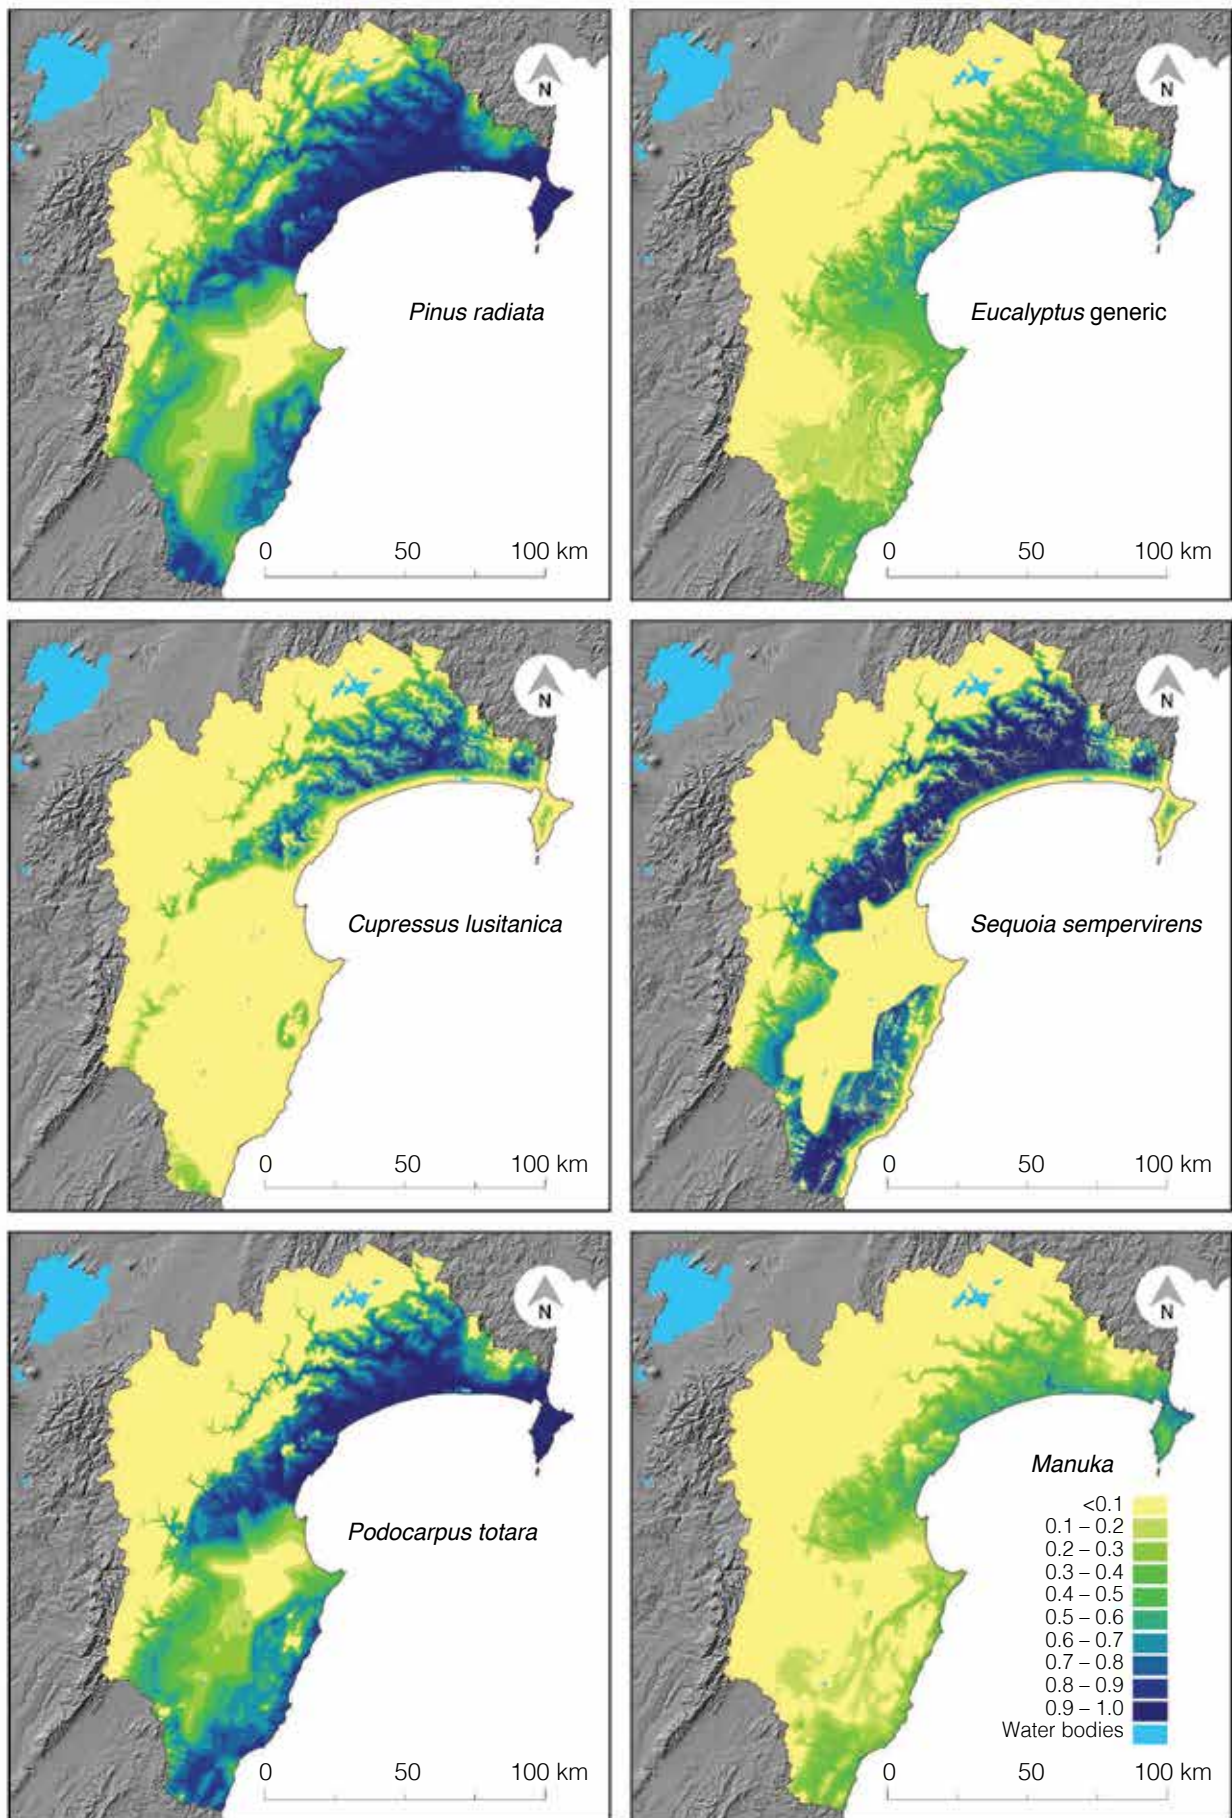 N
Pinus radiata
0 50 100 km
N
Eucalyptus generic
0 50 100 km
N
Cupressus lusitanica
0 50 100 km
N
Sequoia sempervirens
0 50 100 km
N
Podocarpus totara
0 50 100 km
N
Manuka
<0.1
0.1 – 0.2
0.2 – 0.3
0.3 – 0.4
0.4 – 0.5
0.5 – 0.6
0.6 – 0.7
0.7 – 0.8
0.8 – 0.9
0.9 – 1.0
Water bodies
0 50 100 km